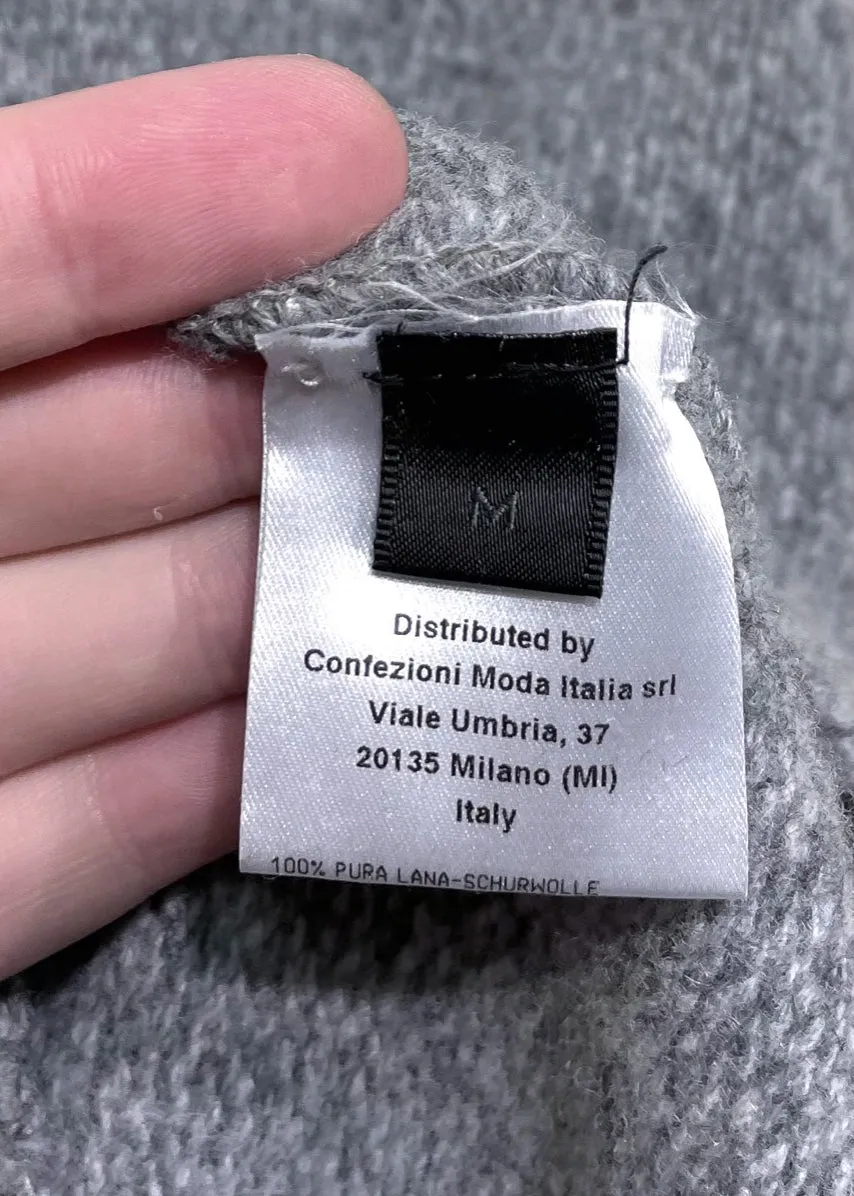 M
Distributed by
Confezioni Moda Italia srl
Viale Umbria, 37
20135 Milano (MI)
Italy
100% PURA LANA-SCHURWOLLE